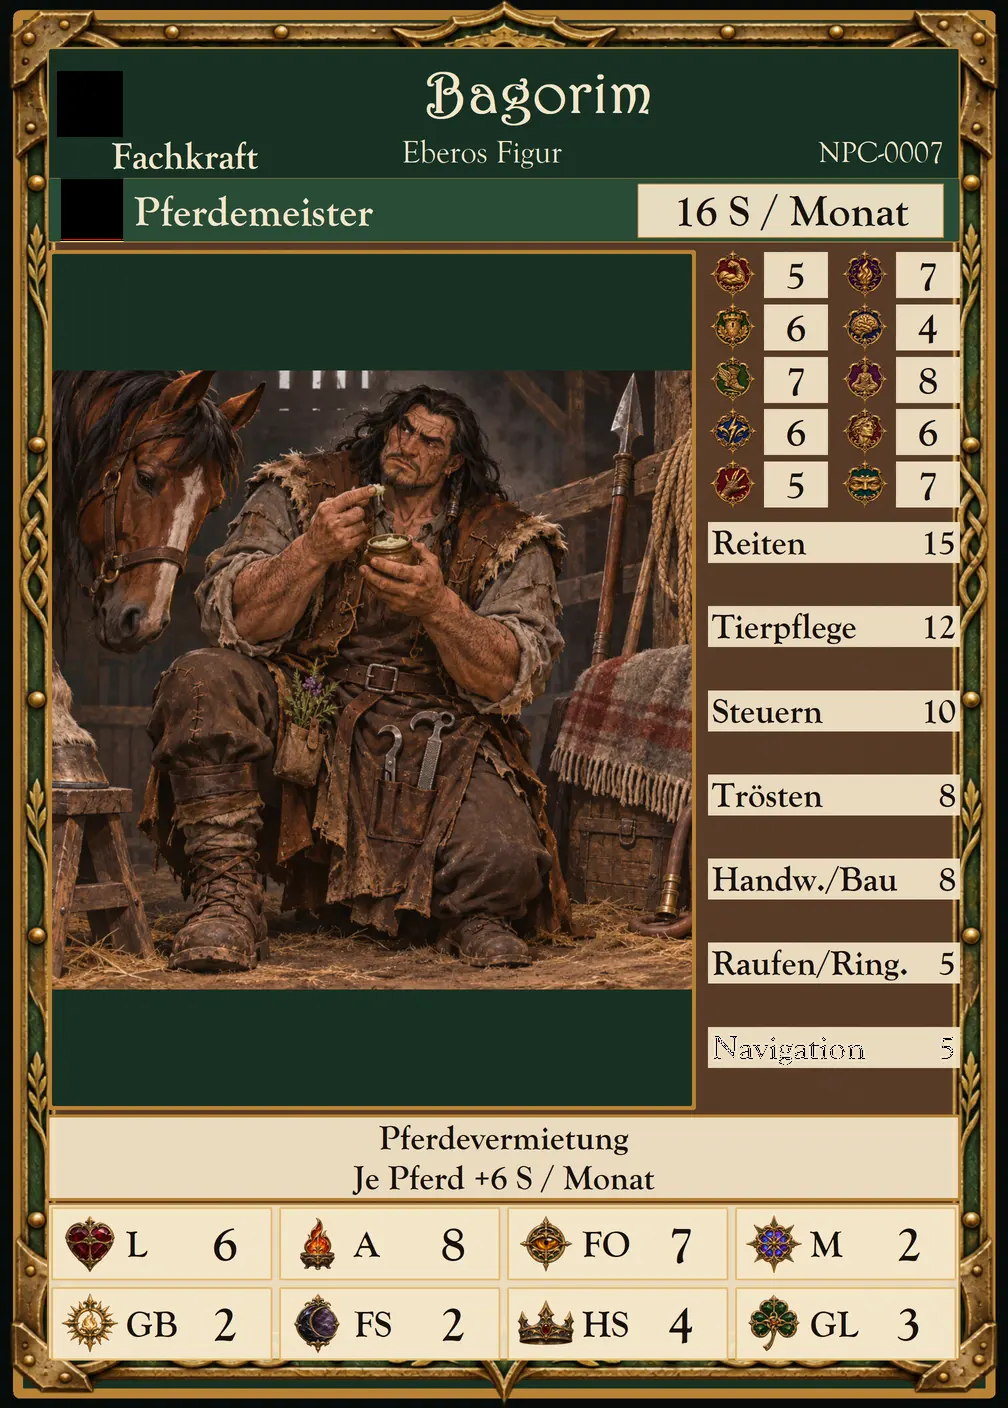 Bagorim
Fachkraft Eberos Figur NPC-0007
Pferdemeister 16 S / Monat
5 7
6 4
7 8
6 6
5 7
Reiten 15
Tierpflege 12
Steuern 10
Trösten 8
Handw./Bau 8
Raufen/Ring. 5
Navigation 5
Pferdevermietung
Je Pferd +6 S / Monat
L 6 A 8 FO 7 M 2
GB 2 FS 2 HS 4 GL 3